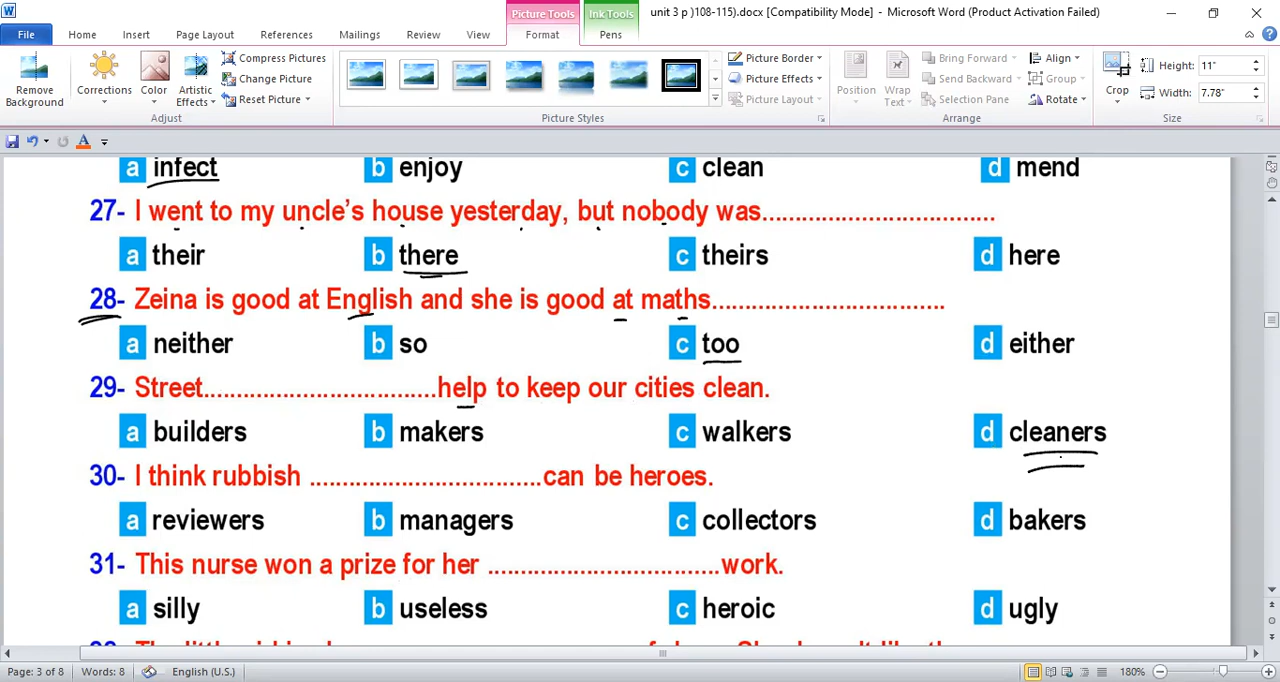 Picture Tools Ink Tools unit 3 p )108-115).docx [Compatibility Mode] - Microsoft Word (Product Activation Failed)
File Home Insert Page Layout References Mailings Review View Format Pens
Remove Background Corrections Color Artistic Effects Compress Pictures Change Picture Reset Picture
Picture Border Picture Effects Picture Layout
Position Wrap Text Bring Forward Send Backward Selection Pane Align Group Rotate
Crop Height: 11" Width: 7.78"
Adjust Picture Styles Arrange Size
a infect b enjoy c clean d mend
27- I went to my uncle's house yesterday, but nobody was..................................
a their b there c theirs d here
28- Zeina is good at English and she is good at maths..................................
a neither b so c too d either
29- Street..................................help to keep our cities clean.
a builders b makers c walkers d cleaners
30- I think rubbish ..................................can be heroes.
a reviewers b managers c collectors d bakers
31- This nurse won a prize for her ..................................work.
a silly b useless c heroic d ugly
Page: 3 of 8 Words: 8 English (U.S.) 180%